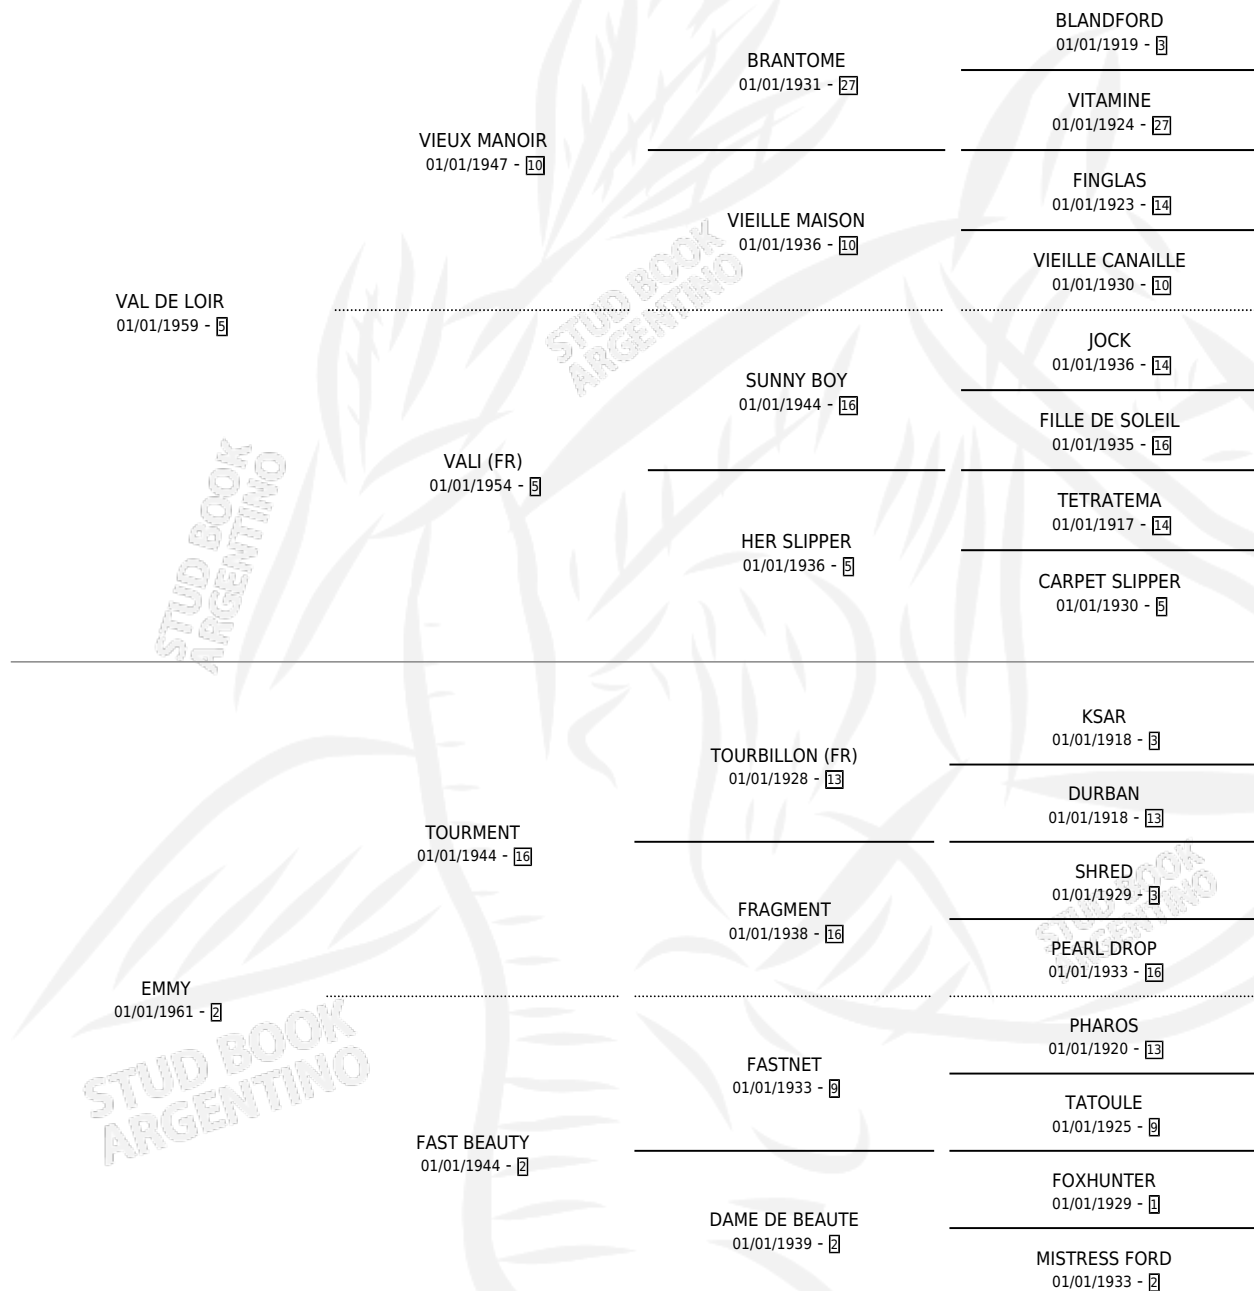 BLANDFORD
01/01/1919 - 3
BRANTOME
01/01/1931 - 27
VITAMINE
01/01/1924 - 27
VIEUX MANOIR
01/01/1947 - 10
FINGLAS
01/01/1923 - 14
VIEILLE MAISON
01/01/1936 - 10
VIEILLE CANAILLE
01/01/1930 - 10
VAL DE LOIR
01/01/1959 - 5
STUD BOOK
ARGENTINO
JOCK
01/01/1936 - 14
SUNNY BOY
01/01/1944 - 16
FILLE DE SOLEIL
01/01/1935 - 16
VALI (FR)
01/01/1954 - 5
TETRATEMA
01/01/1917 - 14
HER SLIPPER
01/01/1936 - 5
CARPET SLIPPER
01/01/1930 - 5
STUD BOOK
ARGENTINO
KSAR
01/01/1918 - 3
TOURBILLON (FR)
01/01/1928 - 13
DURBAN
01/01/1918 - 13
TOURMENT
01/01/1944 - 16
SHRED
01/01/1929 - 3
FRAGMENT
01/01/1938 - 16
STUD BOOK
ARGENTINO
PEARL DROP
01/01/1933 - 16
EMMY
01/01/1961 - 2
PHAROS
01/01/1920 - 13
STUD BOOK
ARGENTINO
FASTNET
01/01/1933 - 9
TATOULE
01/01/1925 - 9
FAST BEAUTY
01/01/1944 - 2
FOXHUNTER
01/01/1929 - 1
DAME DE BEAUTE
01/01/1939 - 2
MISTRESS FORD
01/01/1933 - 2